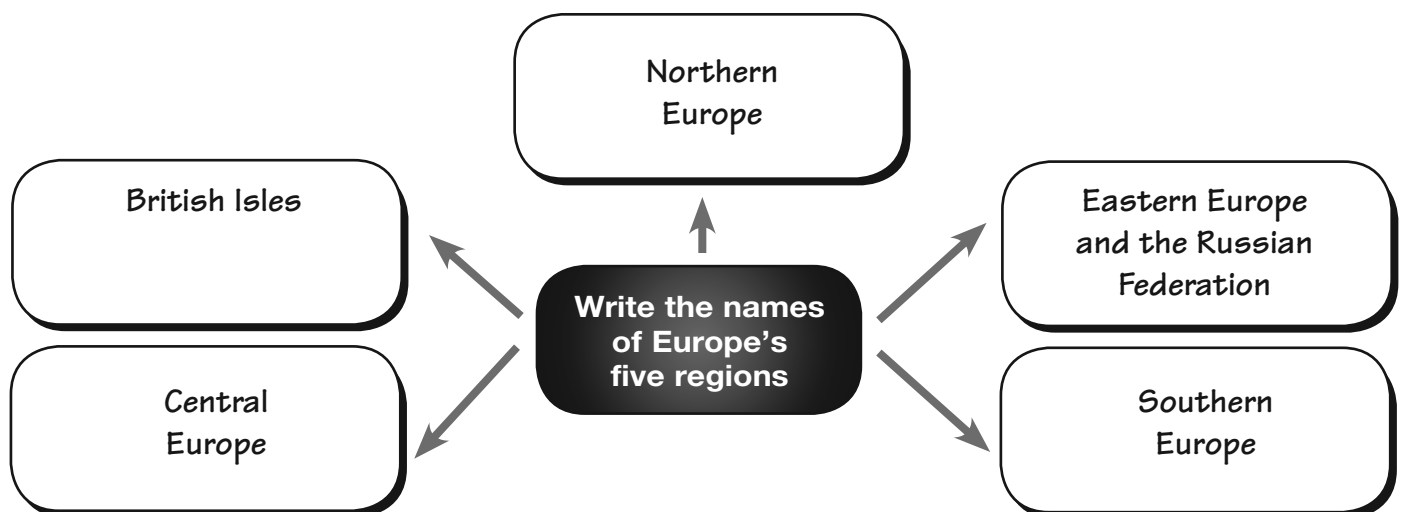 Northern
Europe
British Isles
Eastern Europe
and the Russian
Federation
Write the names
of Europe's
five regions
Central
Europe
Southern
Europe